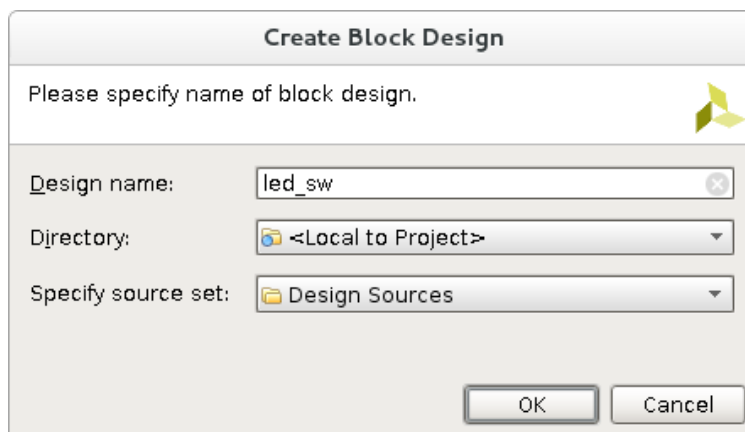 Create Block Design
Please specify name of block design.
Design name: led_sw
Directory: <Local to Project>
Specify source set: Design Sources
OK Cancel